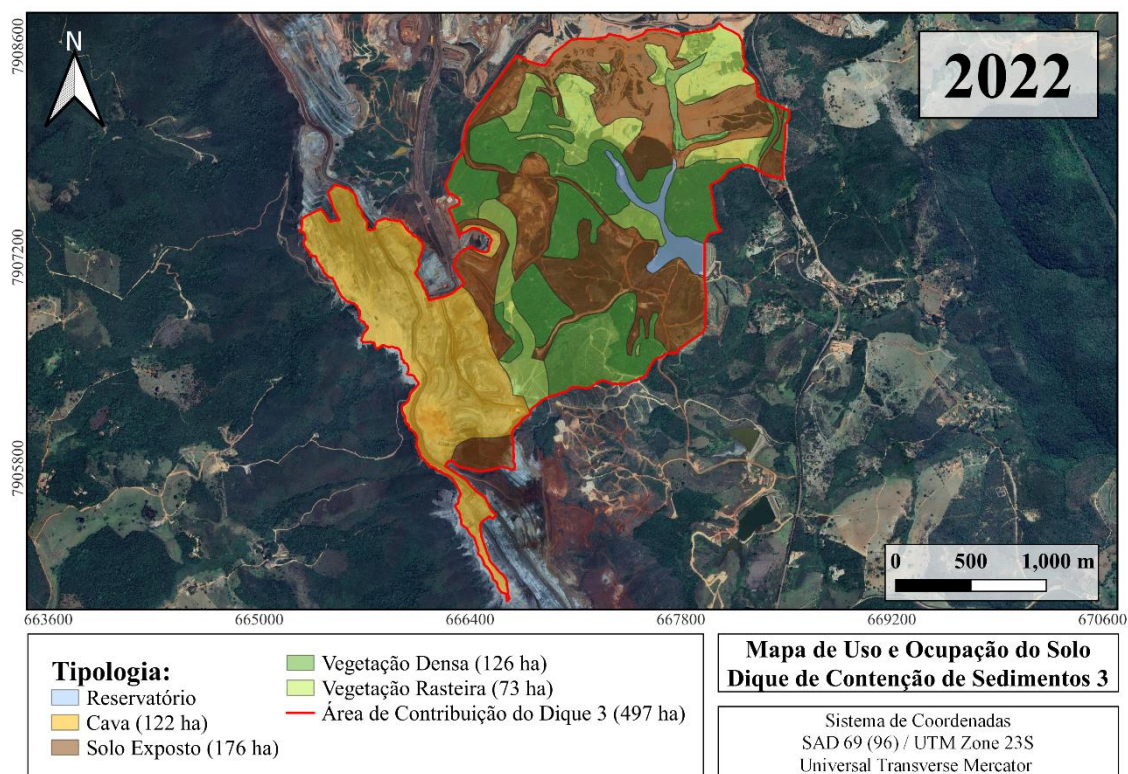 7908600
7907200
7905800
N
2022
0 500 1,000 m
663600 665000 666400 667800 669200 670600
Tipologia:
Reservatório
Cava (122 ha)
Solo Exposto (176 ha)
Vegetação Densa (126 ha)
Vegetação Rasteira (73 ha)
Área de Contribuição do Dique 3 (497 ha)
Mapa de Uso e Ocupação do Solo
Dique de Contenção de Sedimentos 3
Sistema de Coordenadas
SAD 69 (96) / UTM Zone 23S
Universal Transverse Mercator